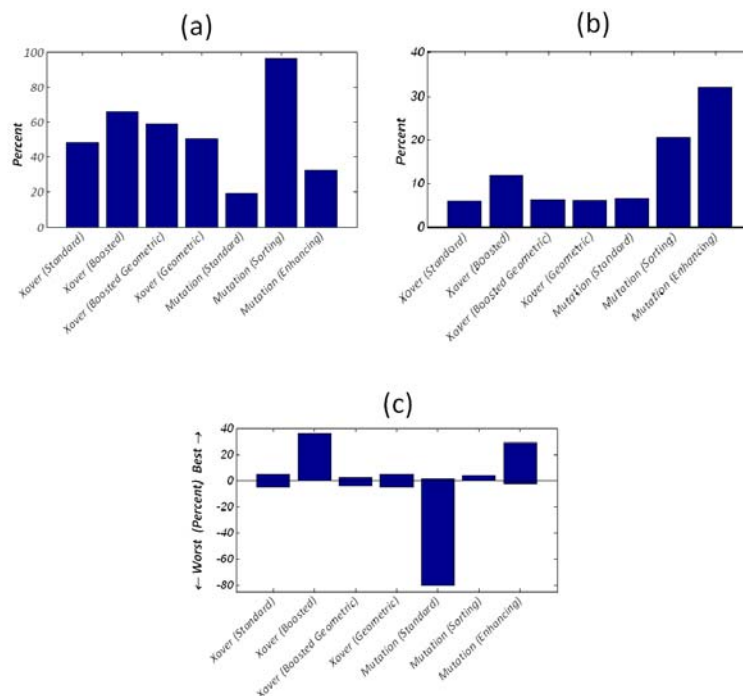 (a)
100
80
60
40
20
0
Percent
Xover (Standard)
Xover (Boosted)
Xover (Boosted Geometric)
Xover (Geometric)
Mutation (Standard)
Mutation (Sorting)
Mutation (Enhancing)
(b)
40
30
20
10
0
Percent
Xover (Standard)
Xover (Boosted)
Xover (Boosted Geometric)
Xover (Geometric)
Mutation (Standard)
Mutation (Sorting)
Mutation (Enhancing)
(c)
40
20
0
-20
-40
-60
-80
← Worst (Percent) Best →
Xover (Standard)
Xover (Boosted)
Xover (Boosted Geometric)
Xover (Geometric)
Mutation (Standard)
Mutation (Sorting)
Mutation (Enhancing)